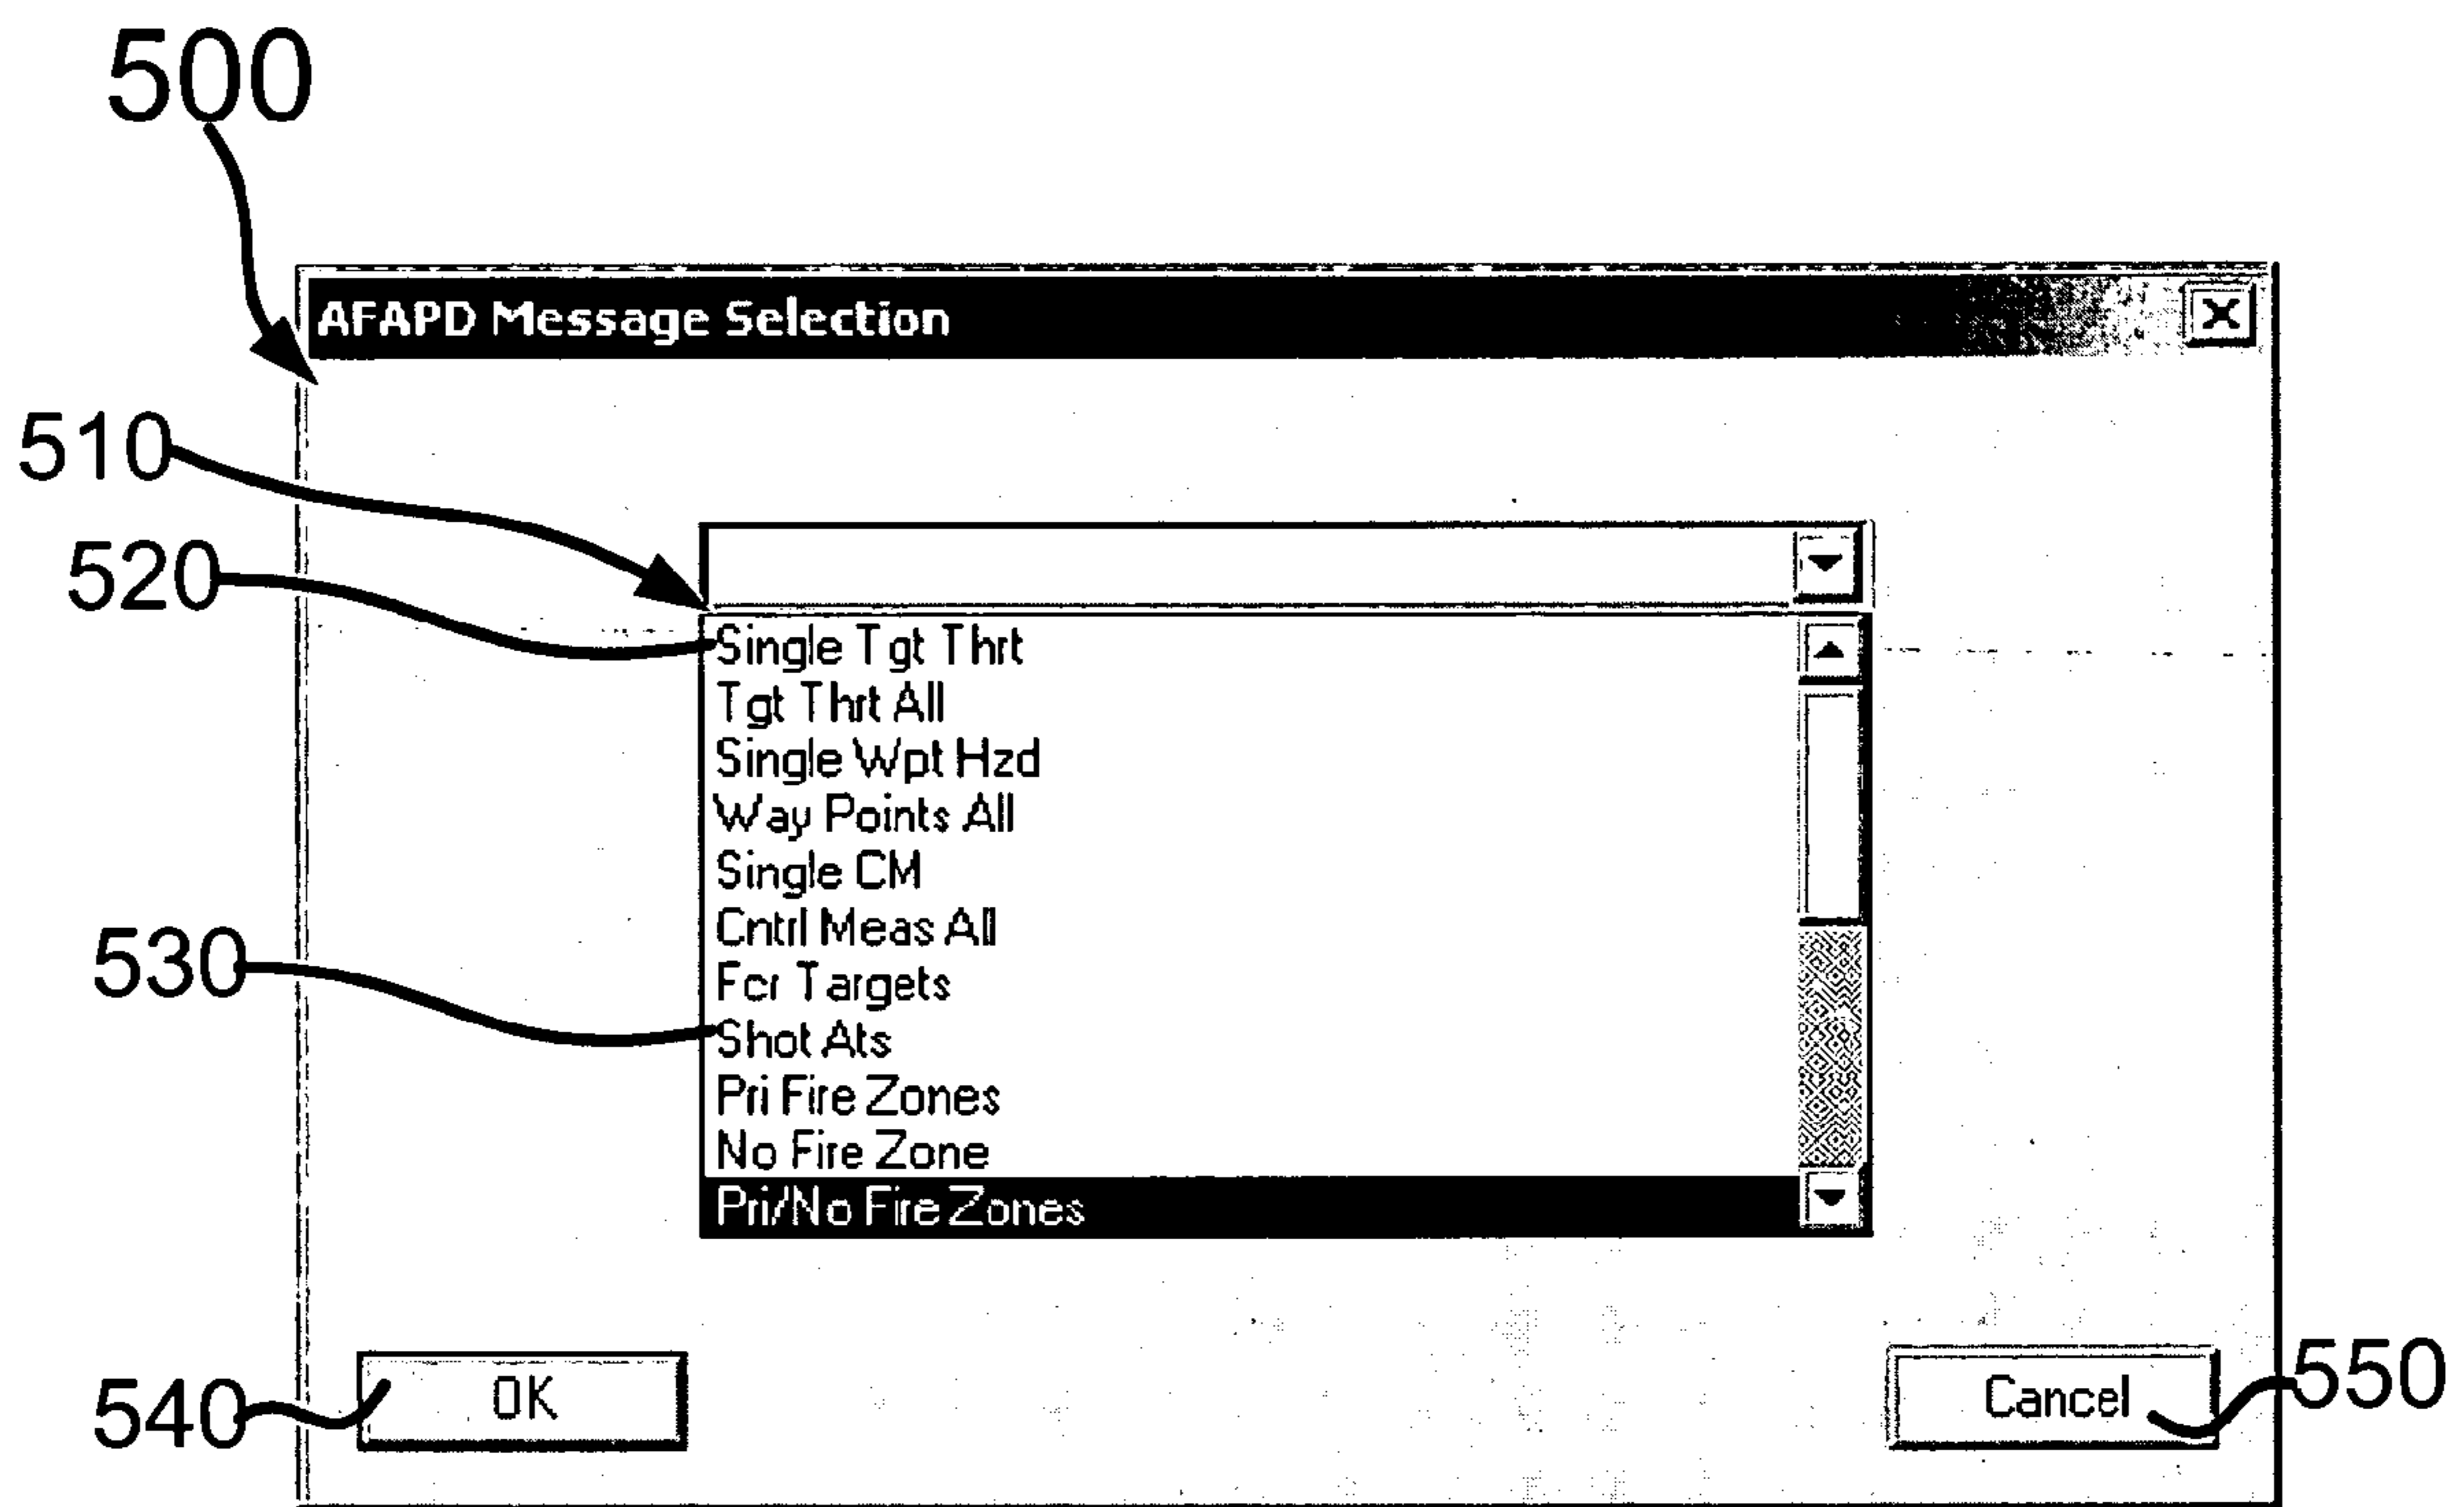 500
AFAPD Message Selection
510
520
Single Tgt Thrt
Tgt Thrt All
Single Wpt Hzd
Way Points All
Single CM
Cntrl Meas All
530
Fcr Targets
Shot Ats
Pri Fire Zones
No Fire Zone
Pri/No Fire Zones
540
OK
Cancel
550